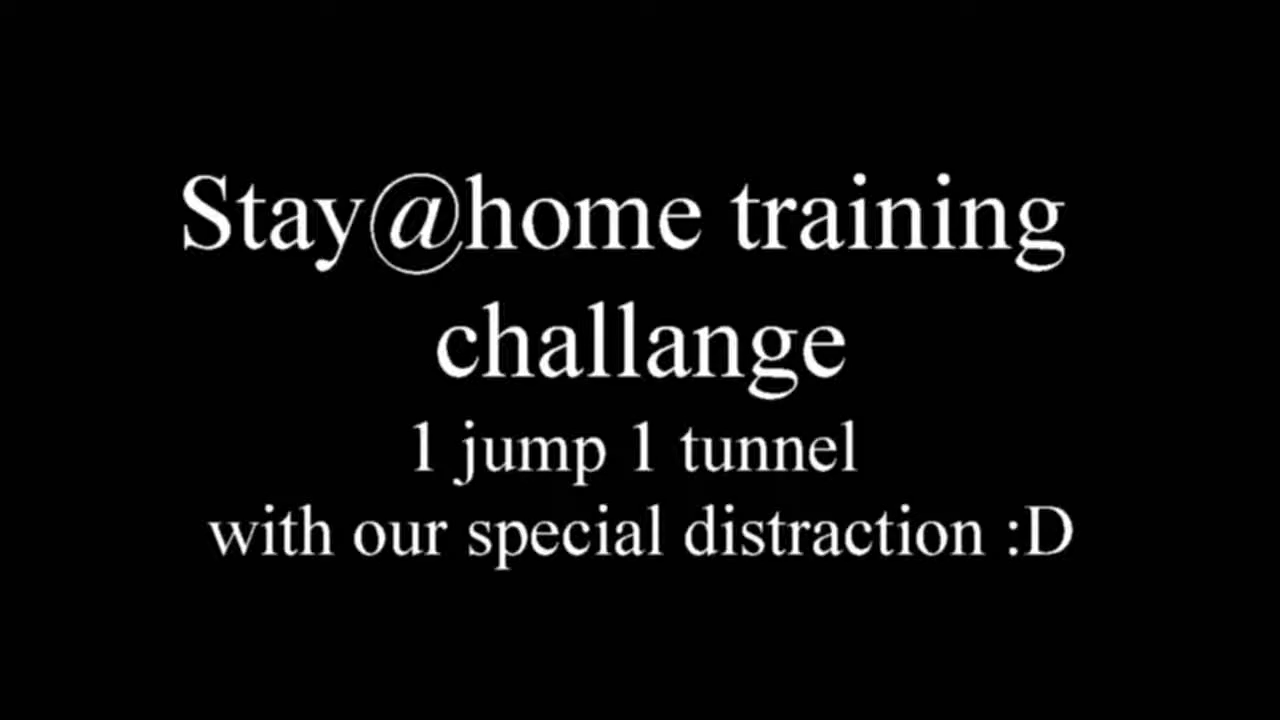 Stay@home training
challange
1 jump 1 tunnel
with our special distraction :D